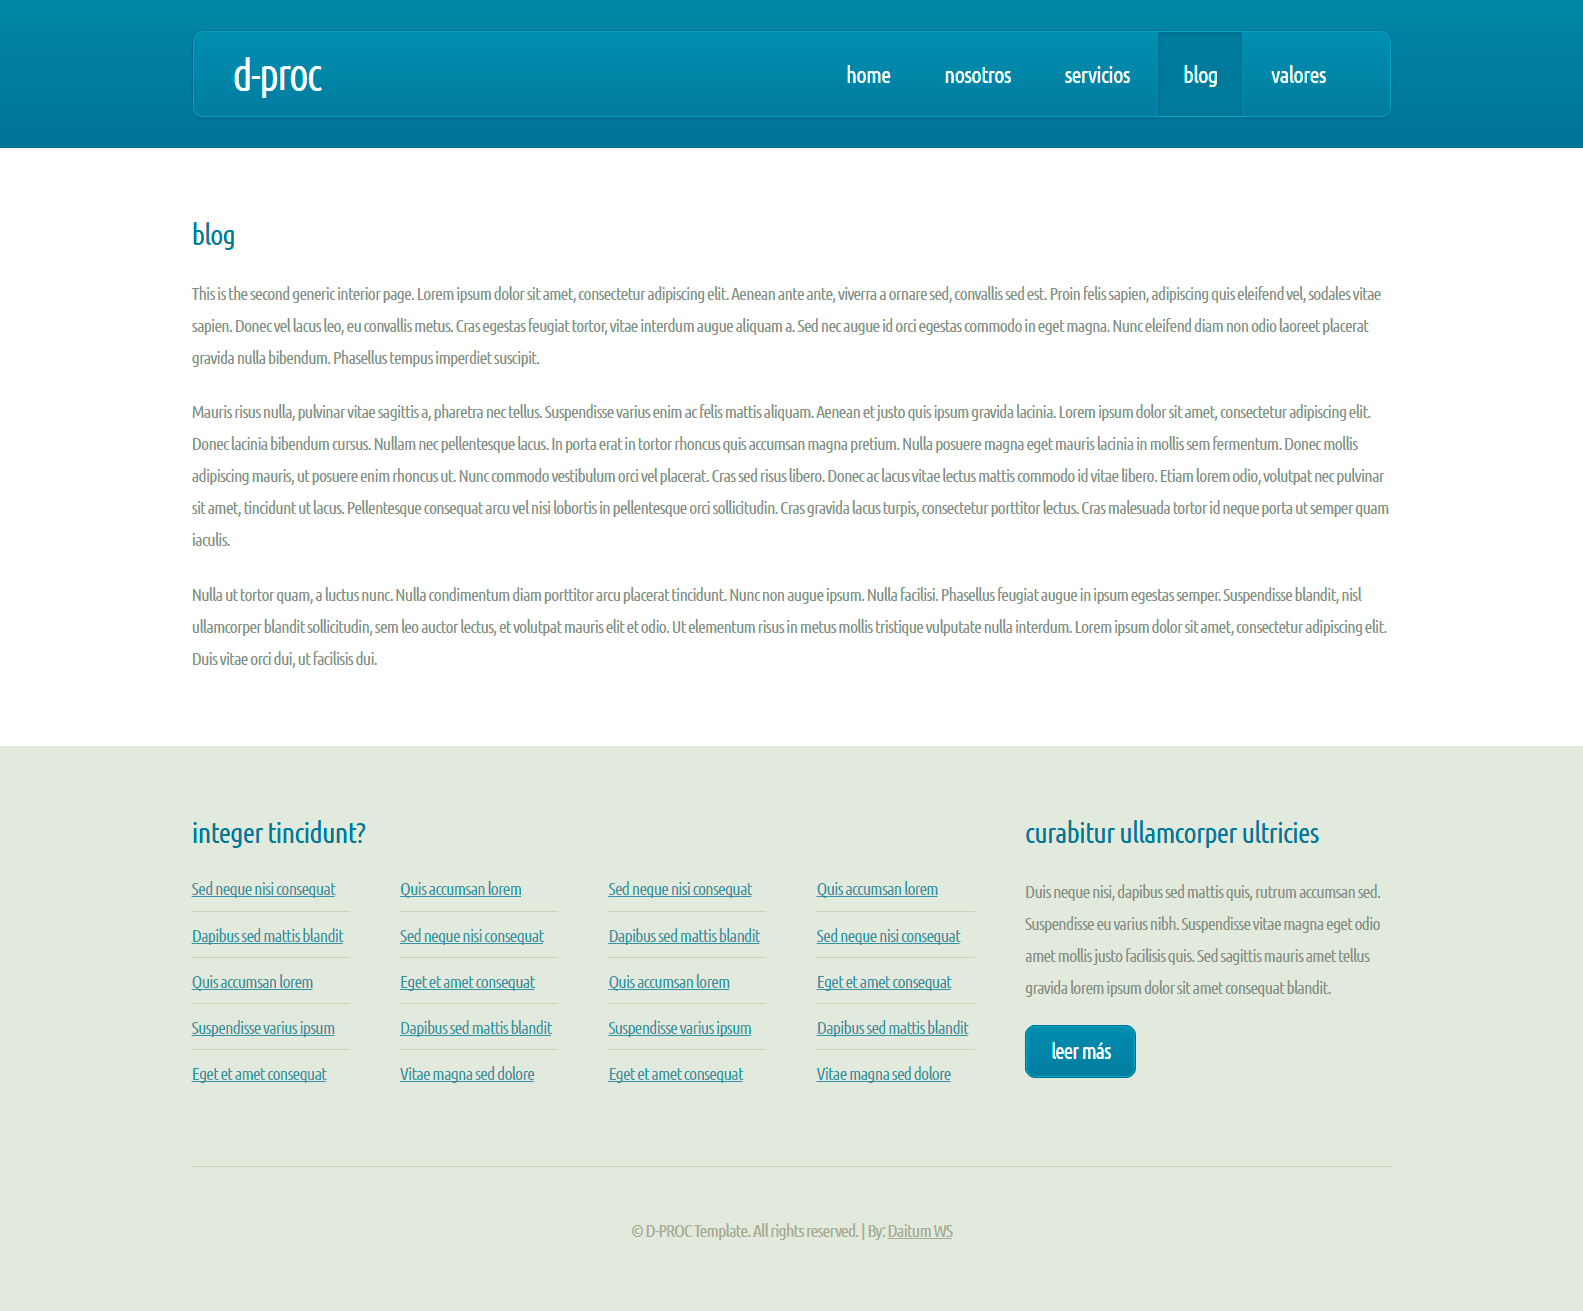 d-proc
home nosotros servicios blog valores
blog
This is the second generic interior page. Lorem ipsum dolor sit amet, consectetur adipiscing elit. Aenean ante ante, viverra a ornare sed, convallis sed est. Proin felis sapien, adipiscing quis eleifend vel, sodales vitae
sapien. Donec vel lacus leo, eu convallis metus. Cras egestas feugiat tortor, vitae interdum augue aliquam a. Sed nec augue id orci egestas commodo in eget magna. Nunc eleifend diam non odio laoreet placerat
gravida nulla bibendum. Phasellus tempus imperdiet suscipit.
Mauris risus nulla, pulvinar vitae sagittis a, pharetra nec tellus. Suspendisse varius enim ac felis mattis aliquam. Aenean et justo quis ipsum gravida lacinia. Lorem ipsum dolor sit amet, consectetur adipiscing elit.
Donec lacinia bibendum cursus. Nullam nec pellentesque lacus. In porta erat in tortor rhoncus quis accumsan magna pretium. Nulla posuere magna eget mauris lacinia in mollis sem fermentum. Donec mollis
adipiscing mauris, ut posuere enim rhoncus ut. Nunc commodo vestibulum orci vel placerat. Cras sed risus libero. Donec ac lacus vitae lectus mattis commodo id vitae libero. Etiam lorem odio, volutpat nec pulvinar
sit amet, tincidunt ut lacus. Pellentesque consequat arcu vel nisi lobortis in pellentesque orci sollicitudin. Cras gravida lacus turpis, consectetur porttitor lectus. Cras malesuada tortor id neque porta ut semper quam
iaculis.
Nulla ut tortor quam, a luctus nunc. Nulla condimentum diam porttitor arcu placerat tincidunt. Nunc non augue ipsum. Nulla facilisi. Phasellus feugiat augue in ipsum egestas semper. Suspendisse blandit, nisl
ullamcorper blandit sollicitudin, sem leo auctor lectus, et volutpat mauris elit et odio. Ut elementum risus in metus mollis tristique vulputate nulla interdum. Lorem ipsum dolor sit amet, consectetur adipiscing elit.
Duis vitae orci dui, ut facilisis dui.
integer tincidunt?
Sed neque nisi consequat
Dapibus sed mattis blandit
Quis accumsan lorem
Suspendisse varius ipsum
Eget et amet consequat
Quis accumsan lorem
Sed neque nisi consequat
Eget et amet consequat
Dapibus sed mattis blandit
Vitae magna sed dolore
Sed neque nisi consequat
Dapibus sed mattis blandit
Quis accumsan lorem
Suspendisse varius ipsum
Eget et amet consequat
Quis accumsan lorem
Sed neque nisi consequat
Eget et amet consequat
Dapibus sed mattis blandit
Vitae magna sed dolore
curabitur ullamcorper ultricies
Duis neque nisi, dapibus sed mattis quis, rutrum accumsan sed.
Suspendisse eu varius nibh. Suspendisse vitae magna eget odio
amet mollis justo facilisis quis. Sed sagittis mauris amet tellus
gravida lorem ipsum dolor sit amet consequat blandit.
leer más
© D-PROC Template. All rights reserved. | By: Daitum WS